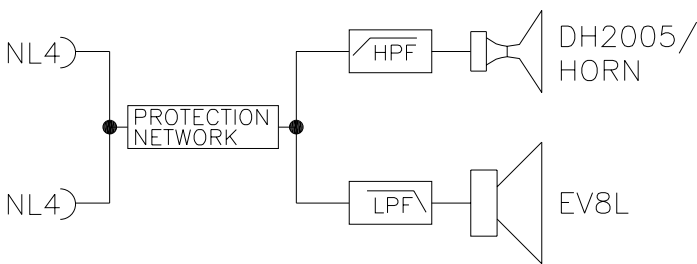 NL4
PROTECTION
NETWORK
HPF
DH2005/
HORN
NL4
LPF
EV8L